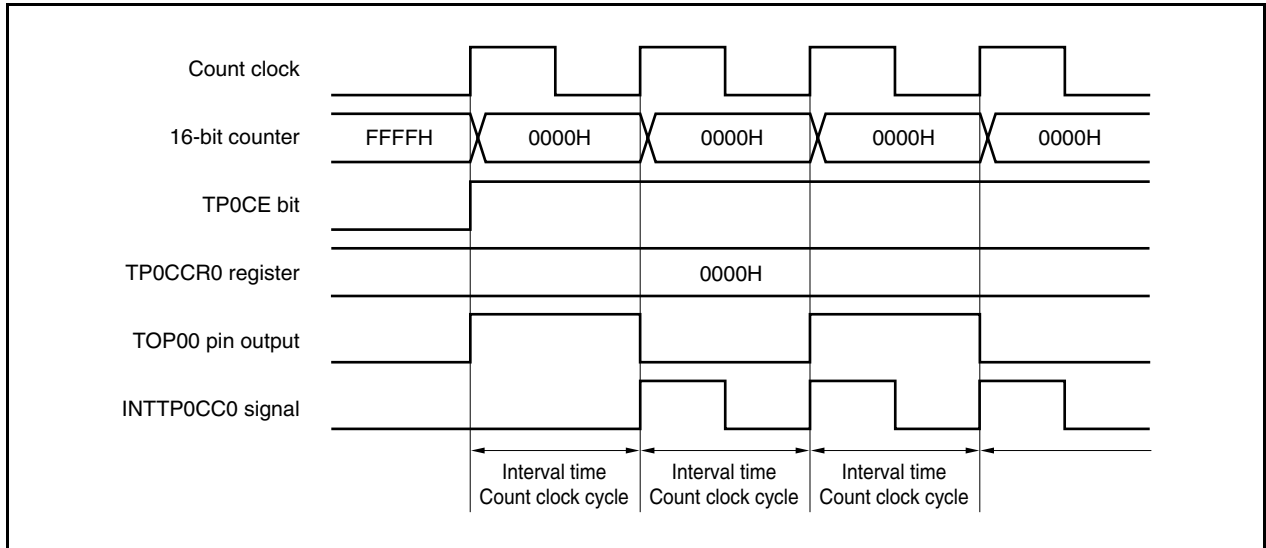 Count clock
16-bit counter FFFFH 0000H 0000H 0000H 0000H
TP0CE bit
TP0CCR0 register 0000H
TOP00 pin output
INTTP0CC0 signal
Interval time Interval time Interval time
Count clock cycle Count clock cycle Count clock cycle